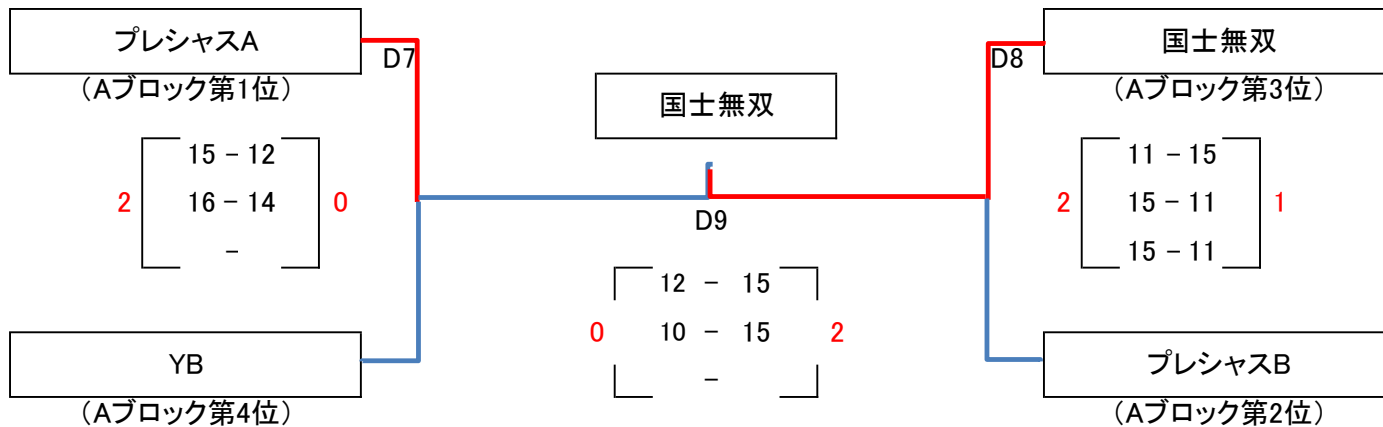 プレシャスA
(Aブロック第1位)
D7
国士無双
D8
国士無双
(Aブロック第3位)
2
15 − 12
16 − 14
−
0
D9
2
11 − 15
15 − 11
15 − 11
1
0
12 − 15
10 − 15
−
2
YB
(Aブロック第4位)
プレシャスB
(Aブロック第2位)